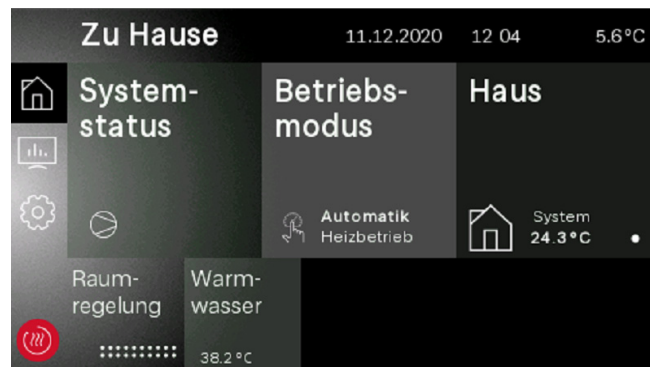 Zu Hause 11.12.2020 12 04 5.6°C
System-
status
Betriebs-
modus
Automatik
Heizbetrieb
Haus
System
24.3°C
Raum-
regelung
Warm-
wasser
38.2°C